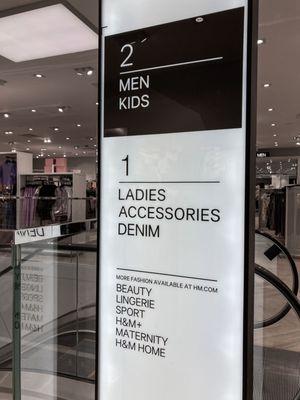 2
MEN
KIDS
1
LADIES
ACCESSORIES
DENIM
MORE FASHION AVAILABLE AT HM.COM
BEAUTY
LINGERIE
SPORT
H&M+
MATERNITY
H&M HOME